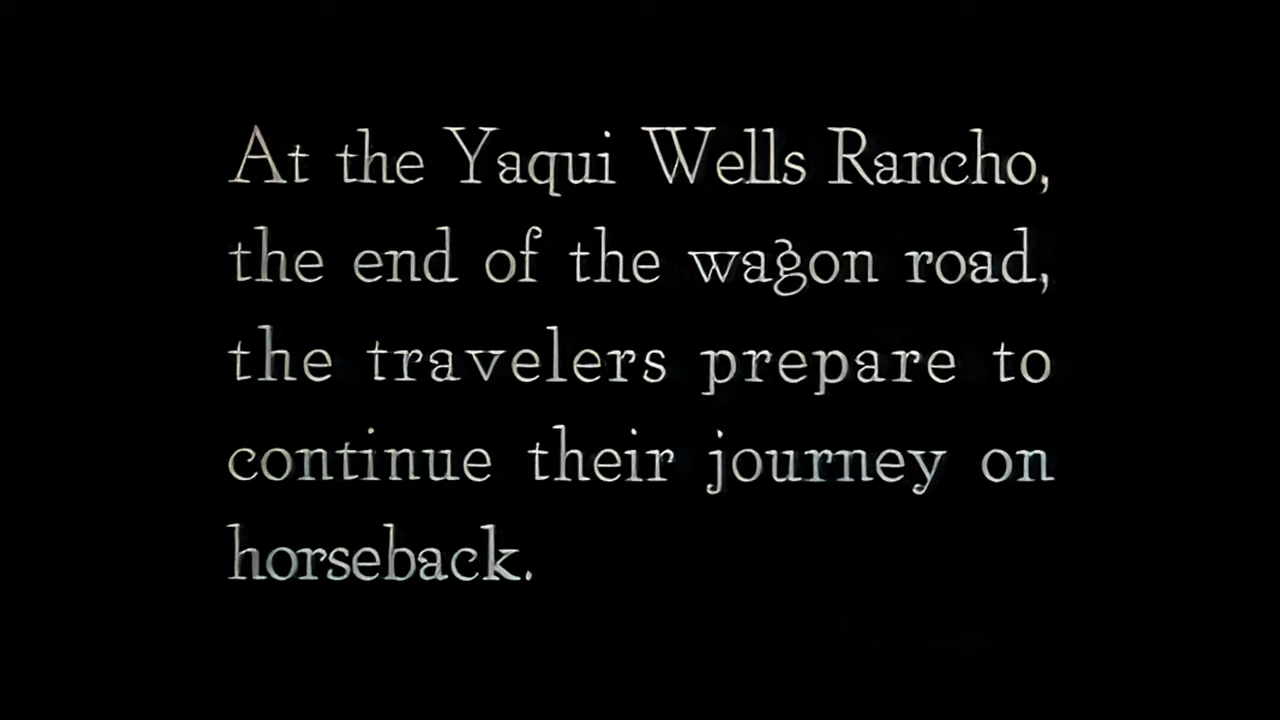 At the Yaqui Wells Rancho,
the end of the wagon road,
the travelers prepare to
continue their journey on
horseback.